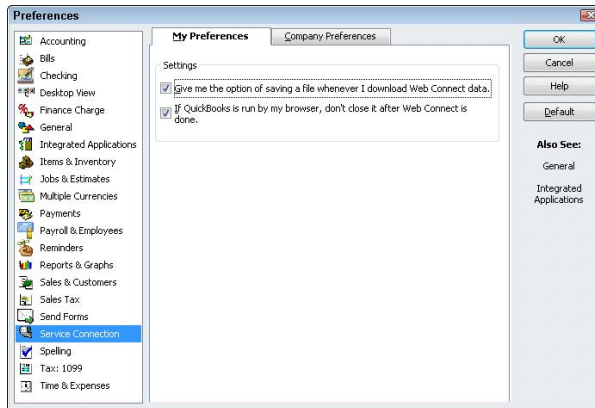 Preferences
Accounting
Bills
Checking
Desktop View
Finance Charge
General
Integrated Applications
Items & Inventory
Jobs & Estimates
Multiple Currencies
Payments
Payroll & Employees
Reminders
Reports & Graphs
Sales & Customers
Sales Tax
Send Forms
Service Connection
Spelling
Tax: 1099
Time & Expenses
My Preferences
Company Preferences
Settings
Give me the option of saving a file whenever I download Web Connect data.
If QuickBooks is run by my browser, don't close it after Web Connect is
done.
OK
Cancel
Help
Default
Also See:
General
Integrated
Applications